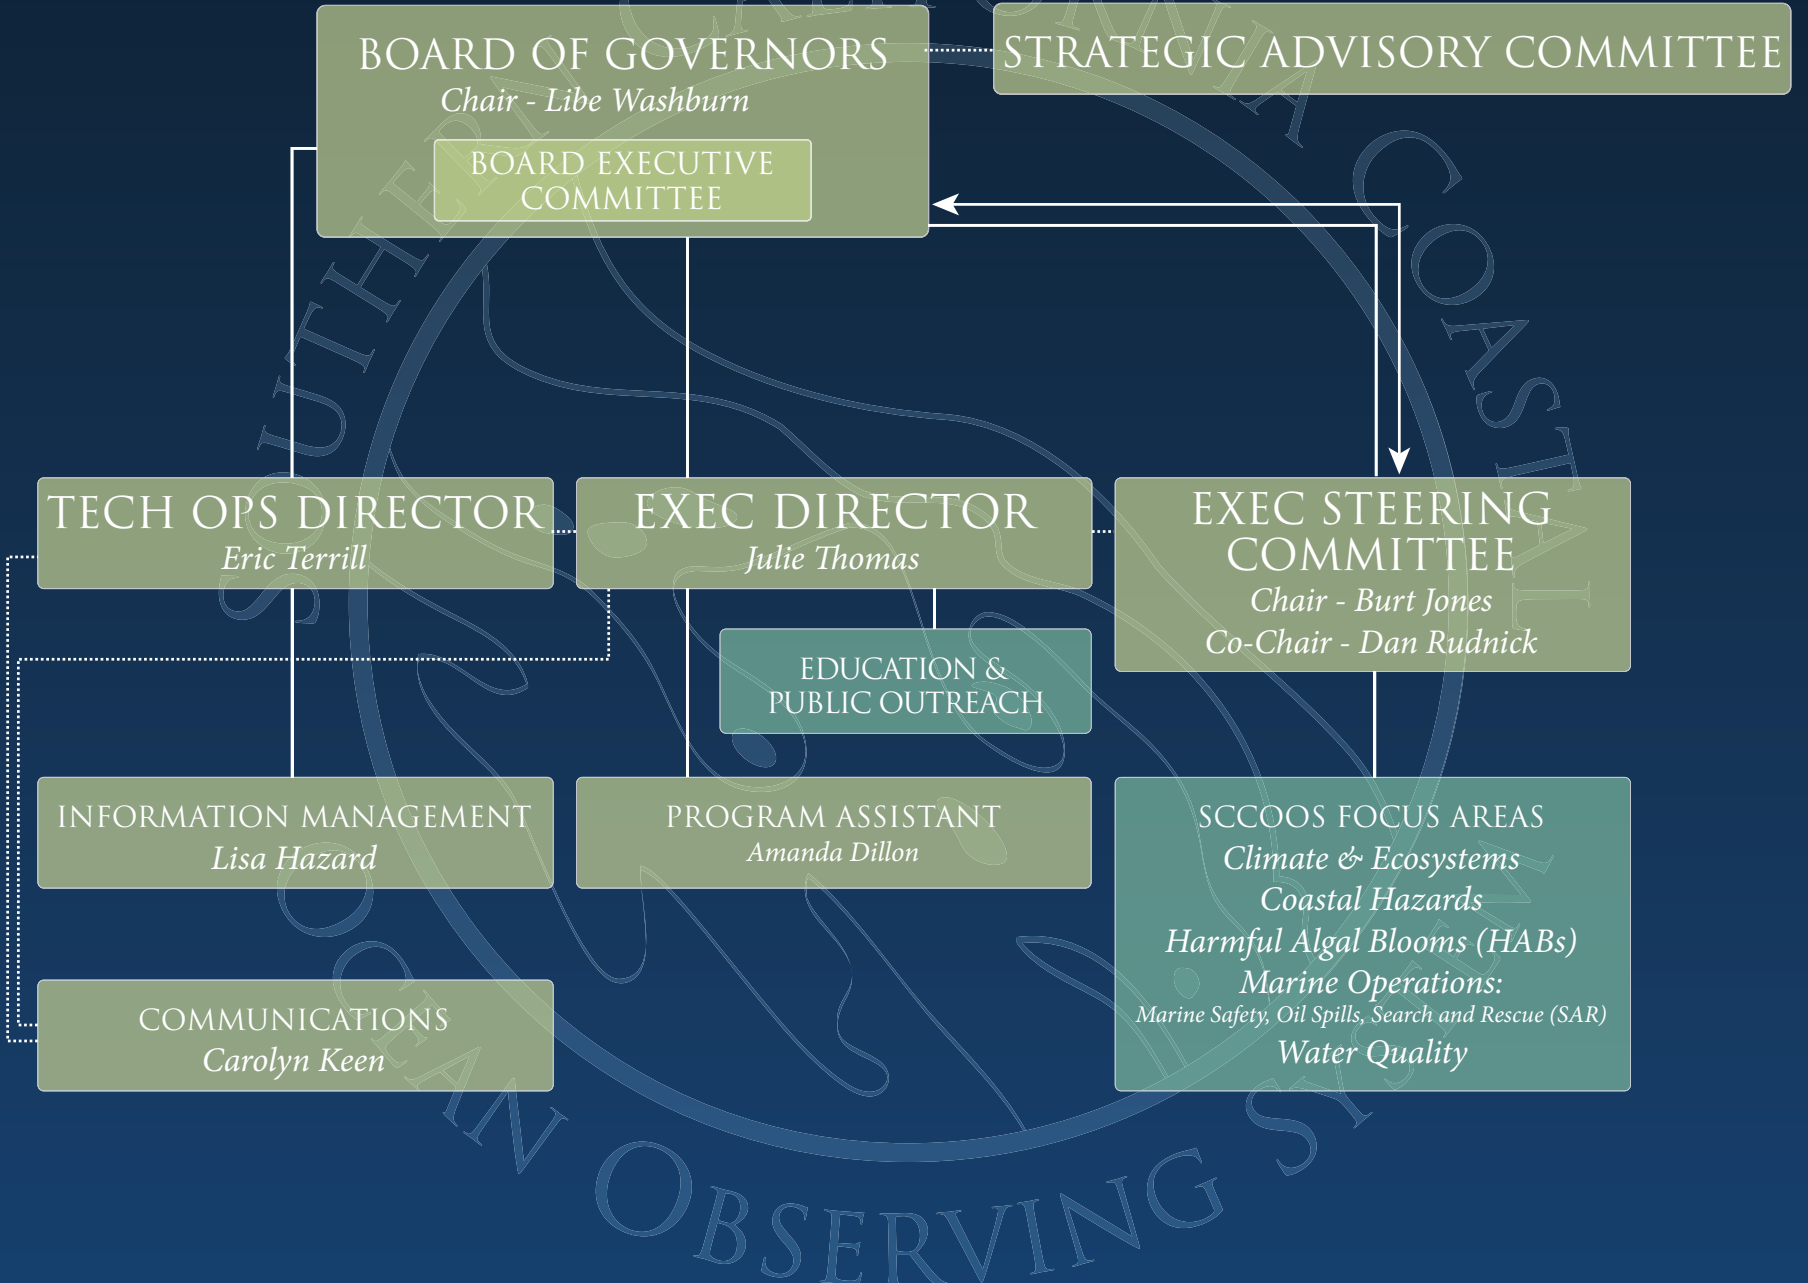 BOARD OF GOVERNORS
Chair - Libe Washburn
BOARD EXECUTIVE
COMMITTEE
STRATEGIC ADVISORY COMMITTEE
TECH OPS DIRECTOR
Eric Terrill
EXEC DIRECTOR
Julie Thomas
EXEC STEERING
COMMITTEE
Chair - Burt Jones
Co-Chair - Dan Rudnick
EDUCATION &
PUBLIC OUTREACH
INFORMATION MANAGEMENT
Lisa Hazard
PROGRAM ASSISTANT
Amanda Dillon
SCCOOS FOCUS AREAS
Climate & Ecosystems
Coastal Hazards
Harmful Algal Blooms (HABs)
Marine Operations:
Marine Safety, Oil Spills, Search and Rescue (SAR)
Water Quality
COMMUNICATIONS
Carolyn Keen
SOUTHERN CALIFORNIA COASTAL
OCEAN OBSERVING SYSTEM